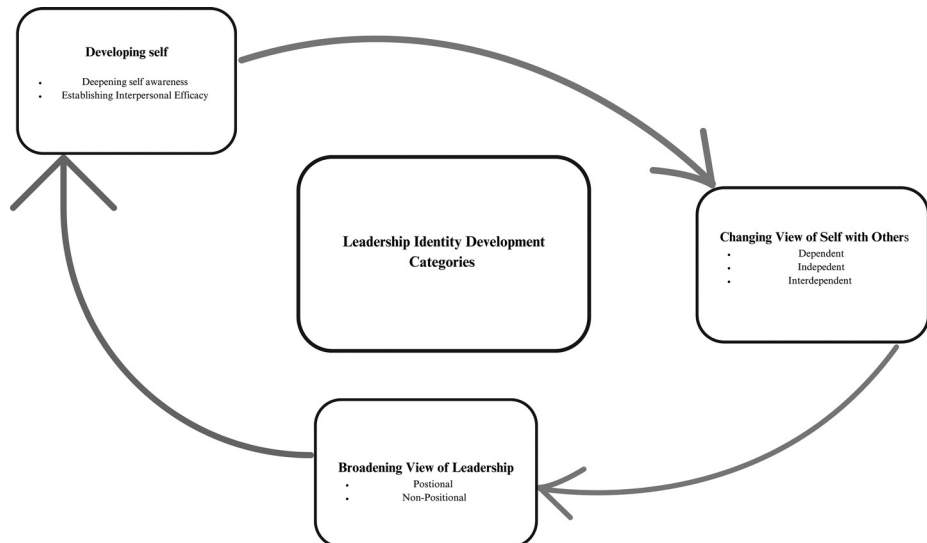 Developing self
• Deepening self awareness
• Establishing Interpersonal Efficacy
Leadership Identity Development
Categories
Changing View of Self with Others
• Dependent
• Indepedent
• Interdependent
Broadening View of Leadership
• Postional
• Non-Positional